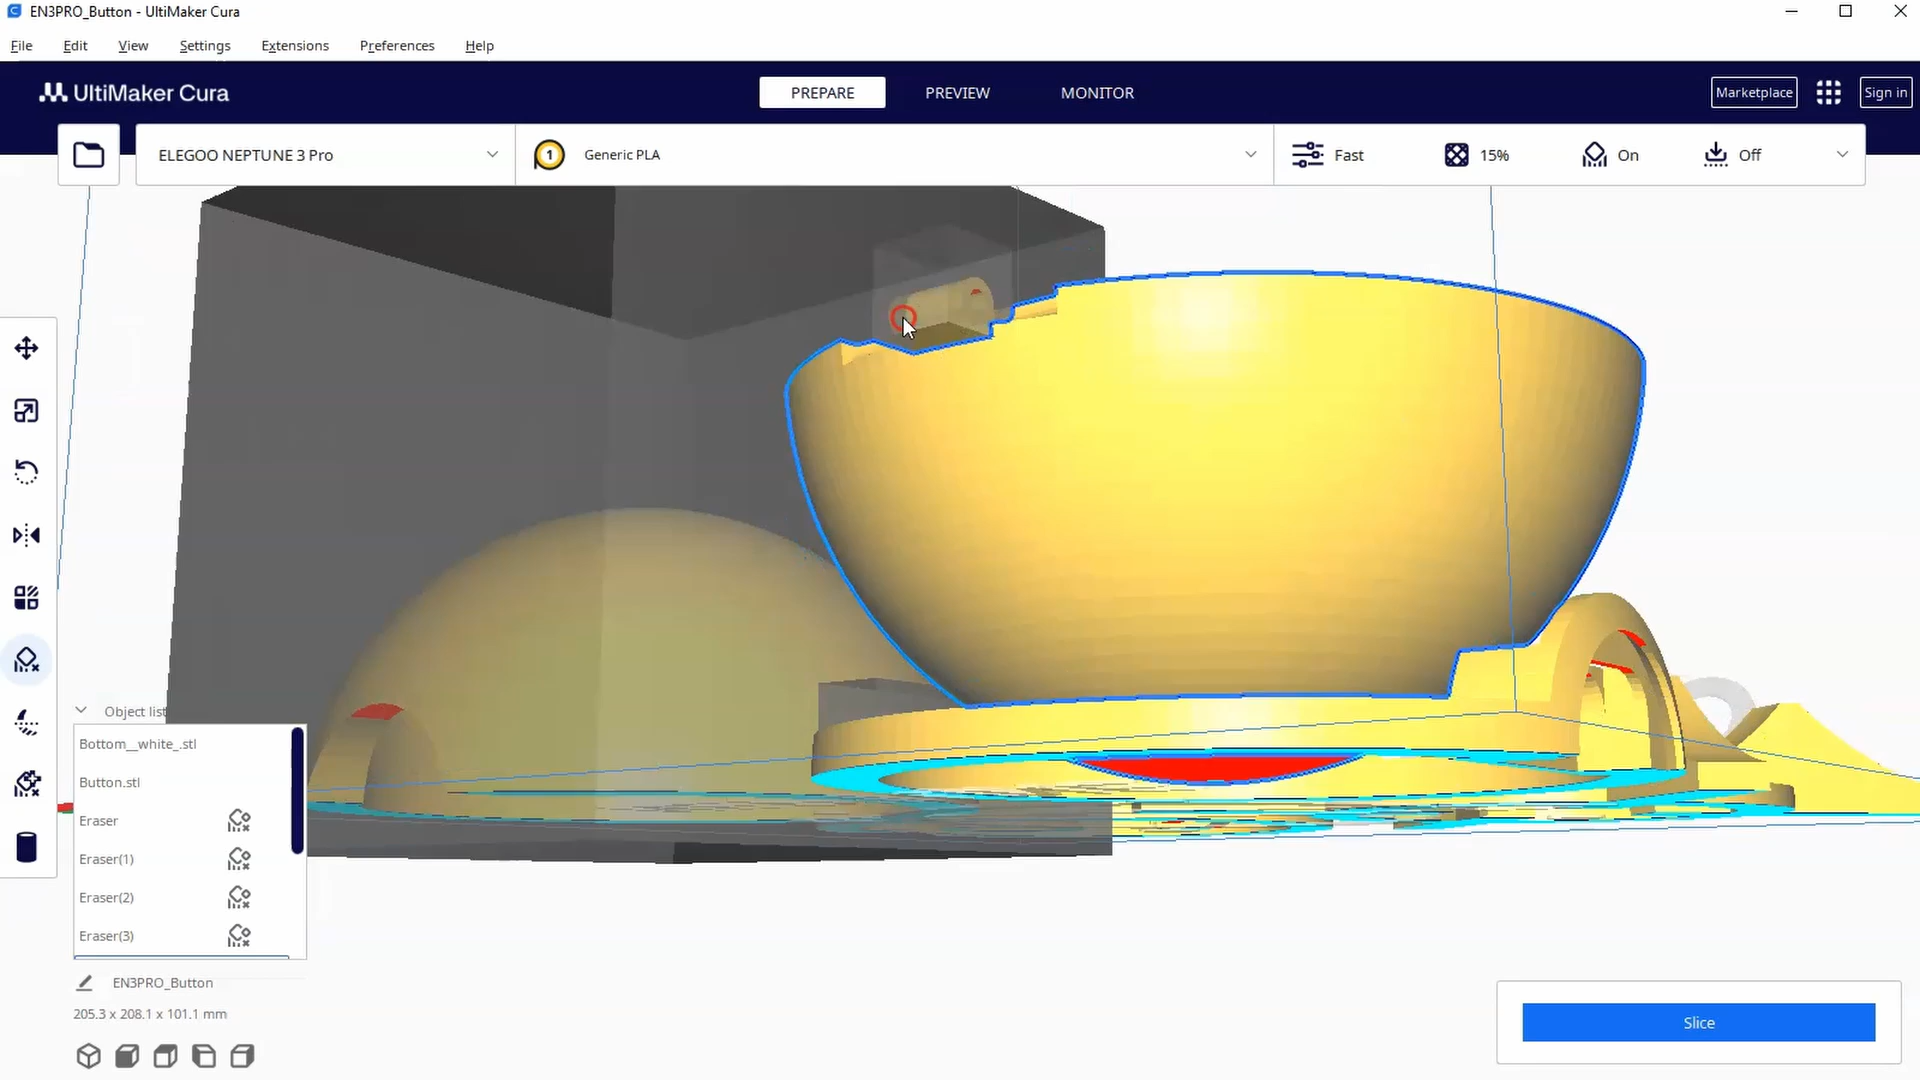 EN3PRO_Button - UltiMaker Cura
File Edit View Settings Extensions Preferences Help
UltiMaker Cura PREPARE PREVIEW MONITOR Marketplace Sign in
ELEGOO NEPTUNE 3 Pro 1 Generic PLA Fast 15% On Off
Object list
Bottom__white_.stl
Button.stl
Eraser
Eraser(1)
Eraser(2)
Eraser(3)
EN3PRO_Button
205.3 x 208.1 x 101.1 mm
Slice